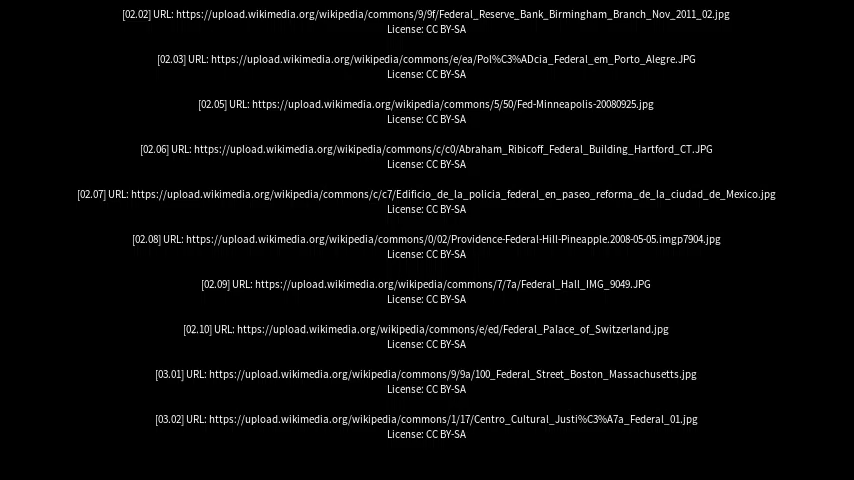 [02.02] URL: https://upload.wikimedia.org/wikipedia/commons/9/9f/Federal_Reserve_Bank_Birmingham_Branch_Nov_2011_02.jpg
License: CC BY-SA
[02.03] URL: https://upload.wikimedia.org/wikipedia/commons/e/ea/Pol%C3%ADcia_Federal_em_Porto_Alegre.JPG
License: CC BY-SA
[02.05] URL: https://upload.wikimedia.org/wikipedia/commons/5/50/Fed-Minneapolis-20080925.jpg
License: CC BY-SA
[02.06] URL: https://upload.wikimedia.org/wikipedia/commons/c/c0/Abraham_Ribicoff_Federal_Building_Hartford_CT.JPG
License: CC BY-SA
[02.07] URL: https://upload.wikimedia.org/wikipedia/commons/c/c7/Edificio_de_la_policia_federal_en_paseo_reforma_de_la_ciudad_de_Mexico.jpg
License: CC BY-SA
[02.08] URL: https://upload.wikimedia.org/wikipedia/commons/0/02/Providence-Federal-Hill-Pineapple.2008-05-05.imgp7904.jpg
License: CC BY-SA
[02.09] URL: https://upload.wikimedia.org/wikipedia/commons/7/7a/Federal_Hall_IMG_9049.JPG
License: CC BY-SA
[02.10] URL: https://upload.wikimedia.org/wikipedia/commons/e/ed/Federal_Palace_of_Switzerland.jpg
License: CC BY-SA
[03.01] URL: https://upload.wikimedia.org/wikipedia/commons/9/9a/100_Federal_Street_Boston_Massachusetts.jpg
License: CC BY-SA
[03.02] URL: https://upload.wikimedia.org/wikipedia/commons/1/17/Centro_Cultural_Justi%C3%A7a_Federal_01.jpg
License: CC BY-SA